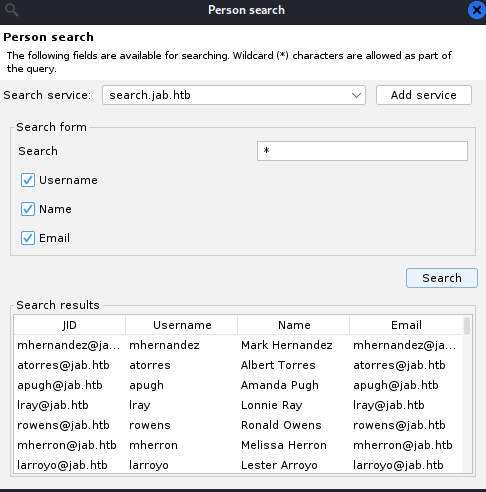 Person search
Person search
The following fields are available for searching. Wildcard (*) characters are allowed as part of
the query.
Search service: search.jab.htb Add service
Search form
Search *
Username
Name
Email
Search
Search results
JID Username Name Email
mhernandez@ja... mhernandez Mark Hernandez mhernandez@ja...
atorres@jab.htb atorres Albert Torres atorres@jab.htb
apugh@jab.htb apugh Amanda Pugh apugh@jab.htb
lray@jab.htb lray Lonnie Ray lray@jab.htb
rowens@jab.htb rowens Ronald Owens rowens@jab.htb
mherron@jab.htb mherron Melissa Herron mherron@jab.htb
larroyo@jab.htb larroyo Lester Arroyo larroyo@jab.htb